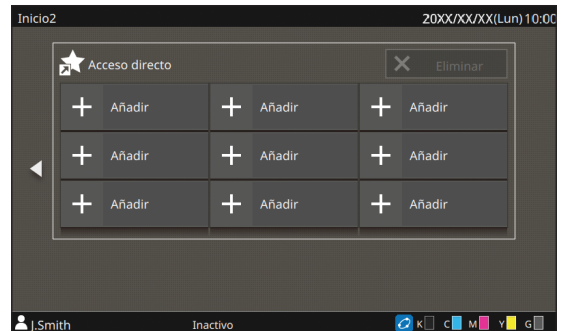 Inicio2 20XX/XX/XX(Lun) 10:00
Acceso directo Eliminar
Añadir Añadir Añadir
Añadir Añadir Añadir
Añadir Añadir Añadir
J.Smith Inactivo K C M Y G